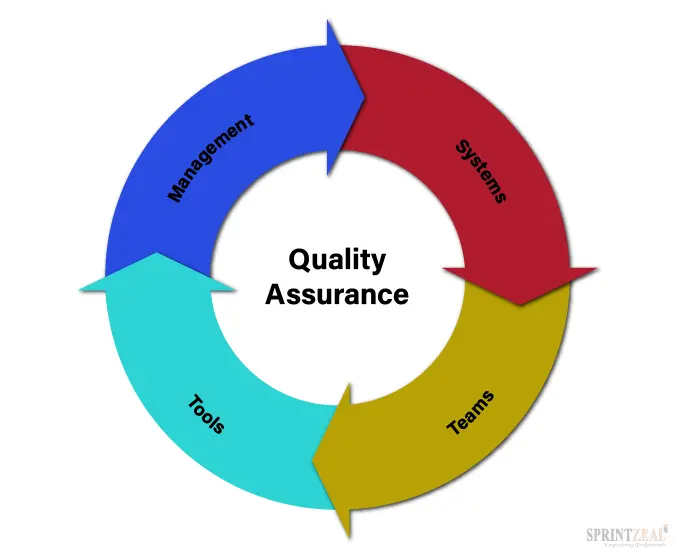 Management
Systems
Quality
Assurance
Tools
Teams
SPRINTZEAL